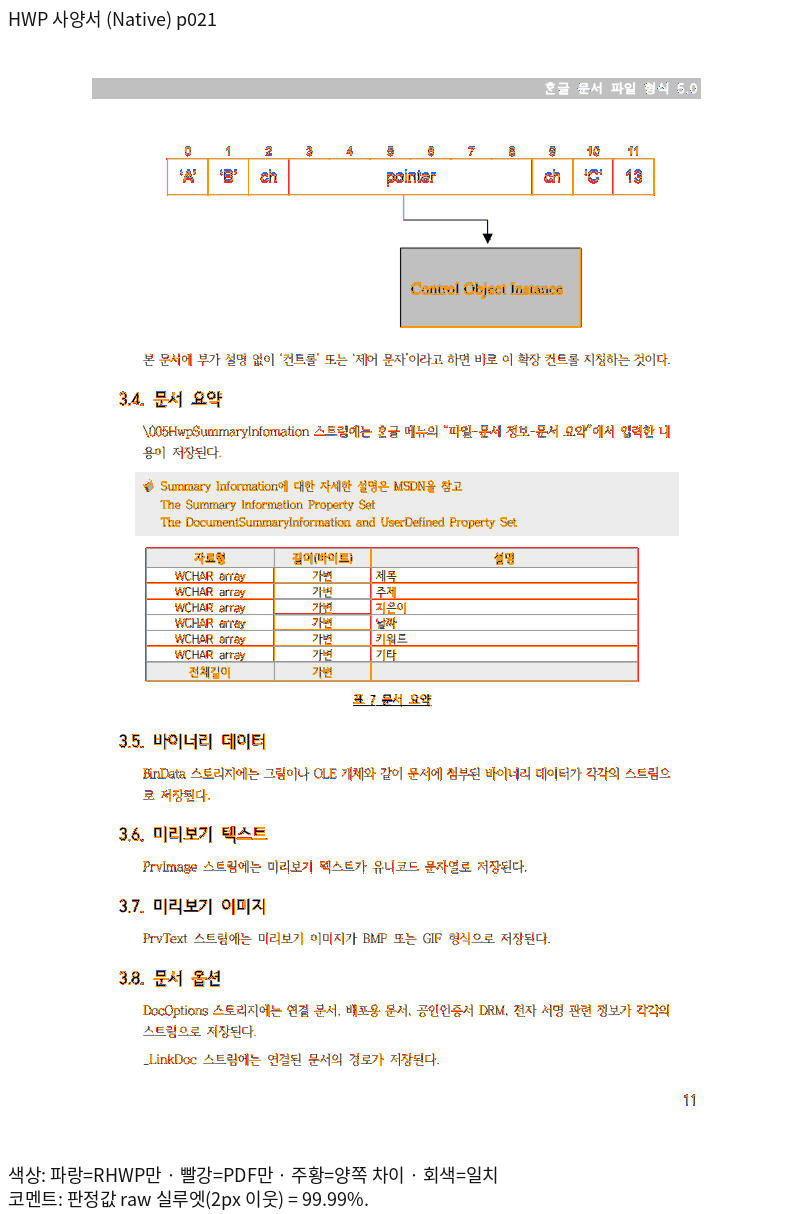 HWP 사양서 (Native) p021
흔글 문서 파일 형식 5.0
0 1 2 3 4 5 6 7 8 9 10 11
'A' 'B' ch pointer ch 'C' 13
Control Object Instance
본 문서에 부가 설명 없이 '컨트롤' 또는 '제어 문자'이라고 하면 바로 이 확장 컨트롤 지칭하는 것이다.
3.4. 문서 요약
\005HwpSummaryInfomation 스트림에는 흔글 메뉴의 "파일-문서 정보-문서 요약"에서 입력한 내
용이 저장된다.
Summary Information에 대한 자세한 설명은 MSDN을 참고
The Summary Information Property Set
The DocumentSummaryInformation and UserDefined Property Set
자료형 길이(바이트) 설명
WCHAR array 가변 제목
WCHAR array 가변 주제
WCHAR array 가변 지은이
WCHAR array 가변 날짜
WCHAR array 가변 키워드
WCHAR array 가변 기타
전체길이 가변
표 7 문서 요약
3.5. 바이너리 데이터
BinData 스토리지에는 그림이나 OLE 개체와 같이 문서에 첨부된 바이너리 데이터가 각각의 스트림으
로 저장된다.
3.6. 미리보기 텍스트
PrvImage 스트림에는 미리보기 텍스트가 유니코드 문자열로 저장된다.
3.7. 미리보기 이미지
PrvText 스트림에는 미리보기 이미지가 BMP 또는 GIF 형식으로 저장된다.
3.8. 문서 옵션
DocOptions 스토리지에는 연결 문서, 배포용 문서, 공인인증서 DRM, 전자 서명 관련 정보가 각각의
스트림으로 저장된다.
_LinkDoc 스트림에는 연결된 문서의 경로가 저장된다.
11
색상: 파랑=RHWP만 · 빨강=PDF만 · 주황=양쪽 차이 · 회색=일치
코멘트: 판정값 raw 실루엣(2px 이웃) = 99.99%.